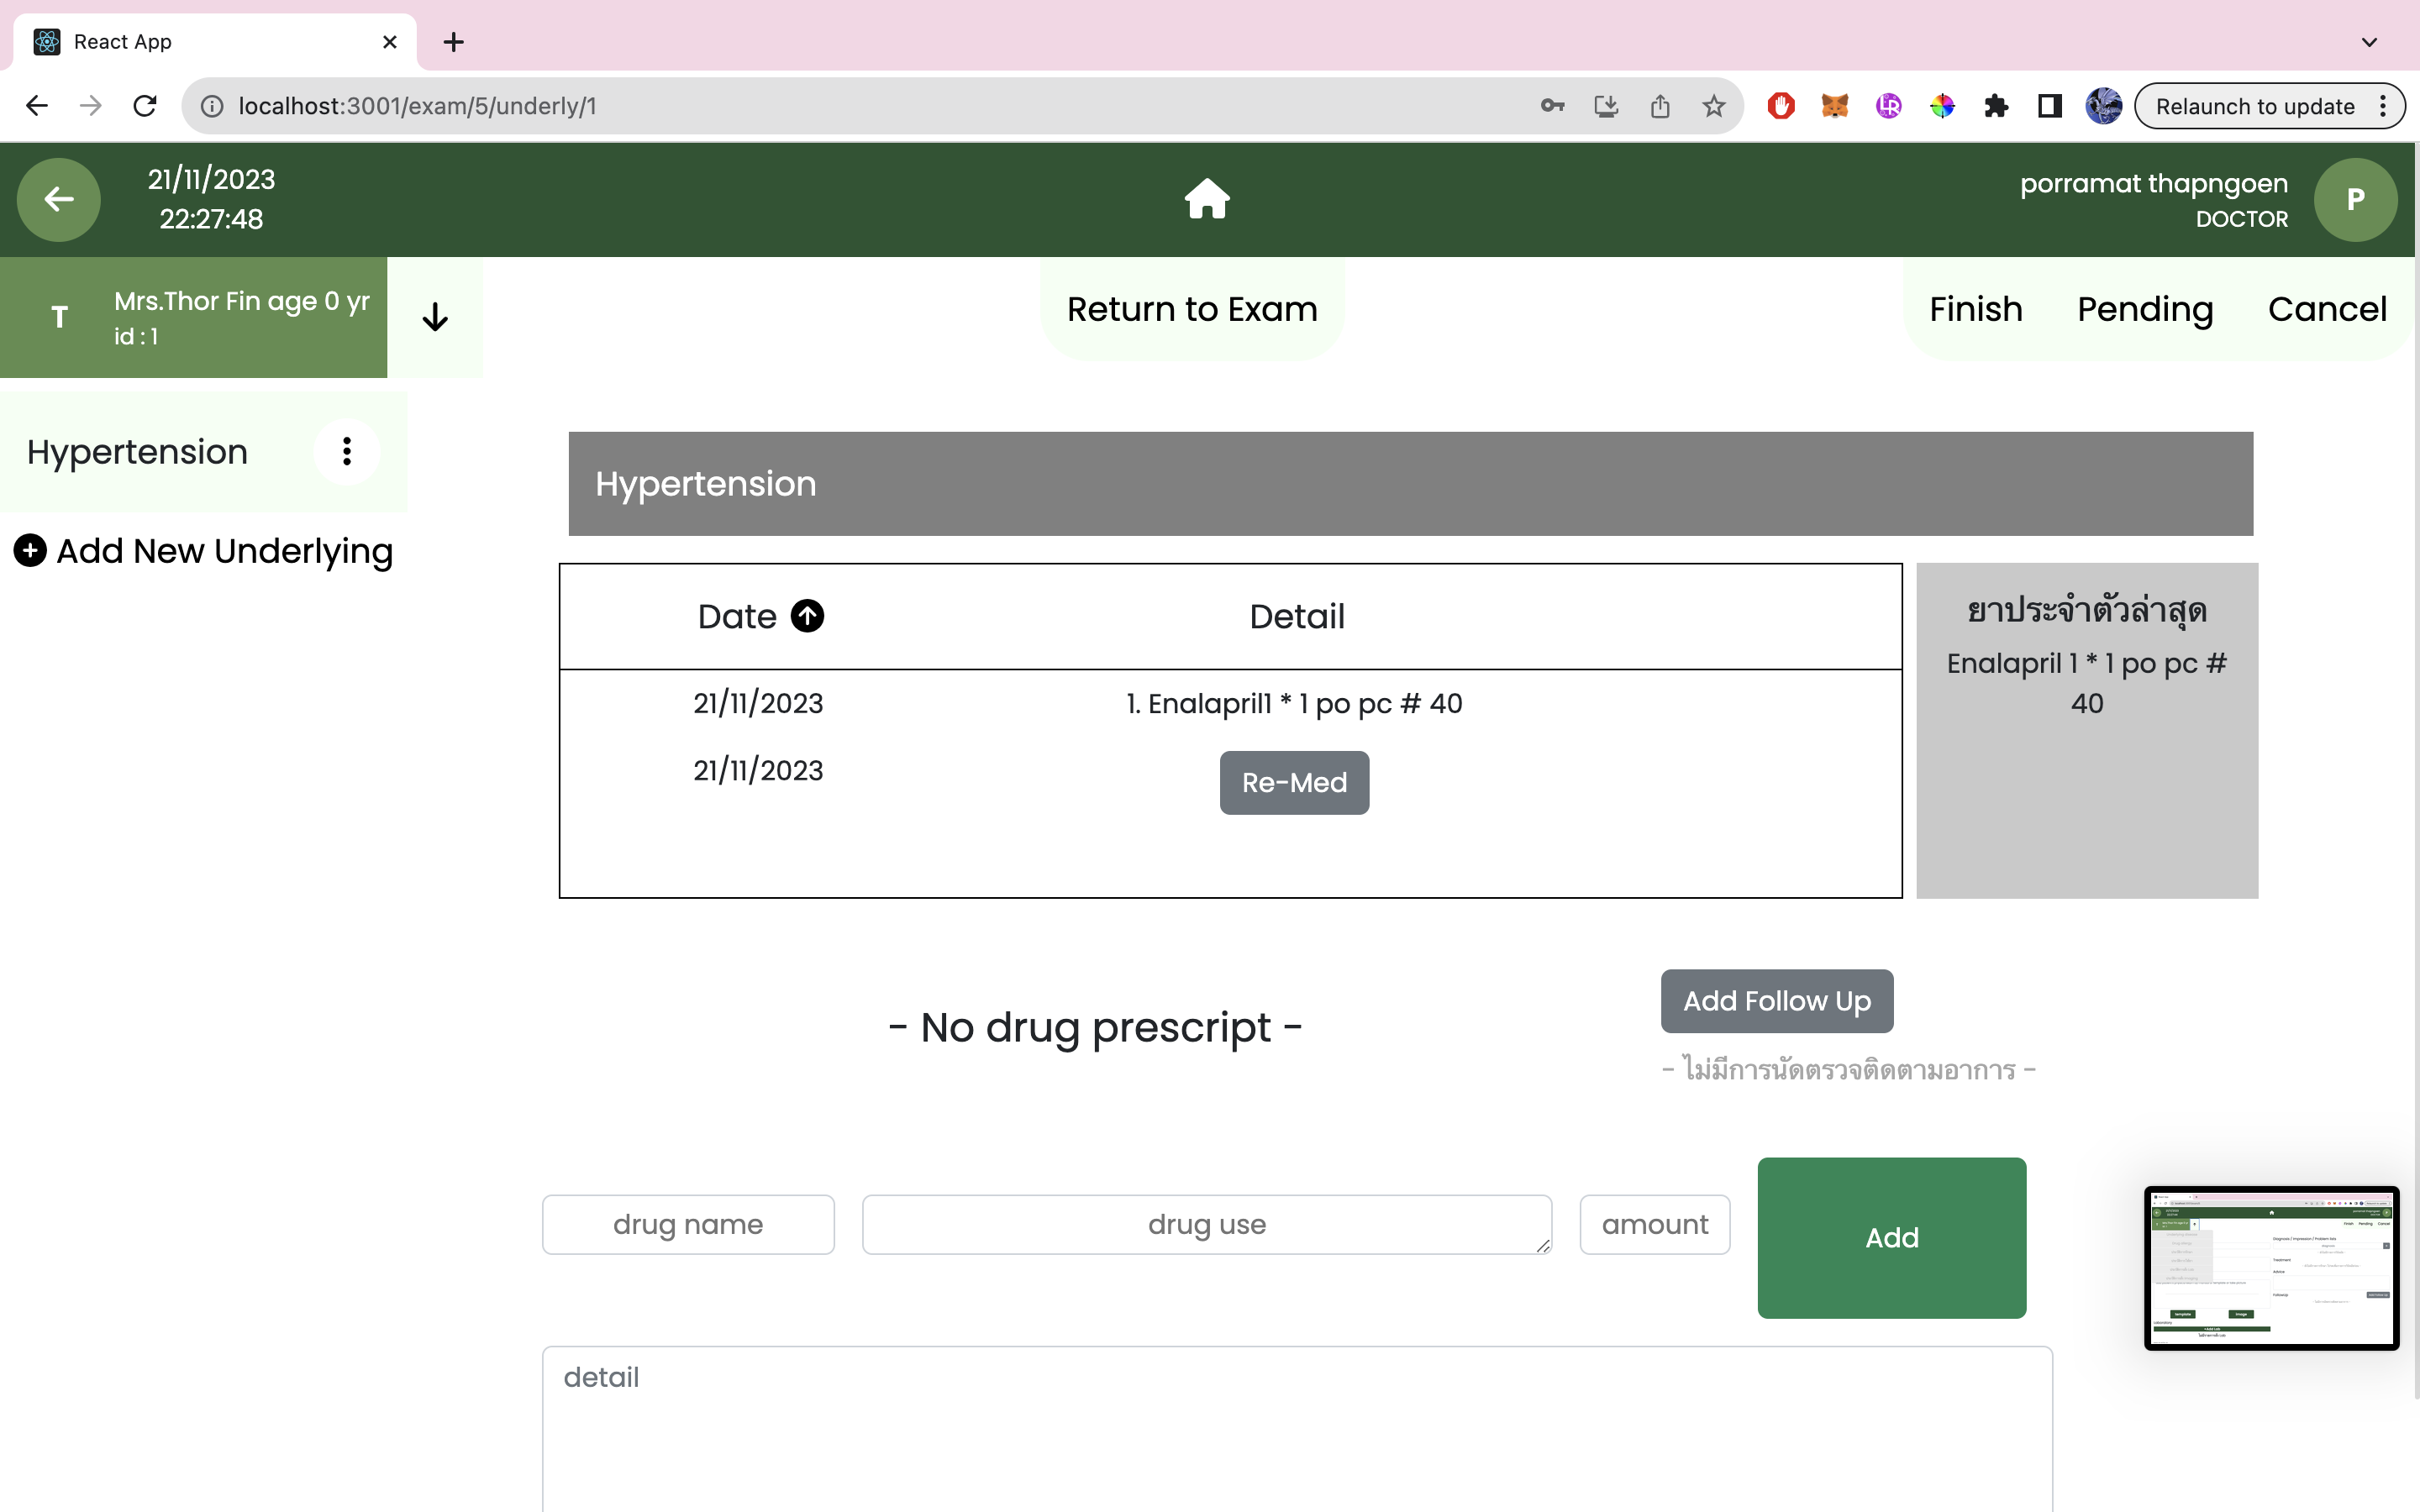 React App
localhost:3001/exam/5/underly/1
Relaunch to update
21/11/2023
22:27:48
porramat thapngoen
DOCTOR
P
T
Mrs.Thor Fin age 0 yr
id : 1
Return to Exam
Finish Pending Cancel
Hypertension
Add New Underlying
Hypertension
Date Detail
21/11/2023 1. Enalapril1 * 1 po pc # 40
21/11/2023 Re-Med
ยาประจำตัวล่าสุด
Enalapril 1 * 1 po pc #
40
- No drug prescript -
Add Follow Up
- ไม่มีการนัดตรวจติดตามอาการ -
drug name drug use amount Add
detail